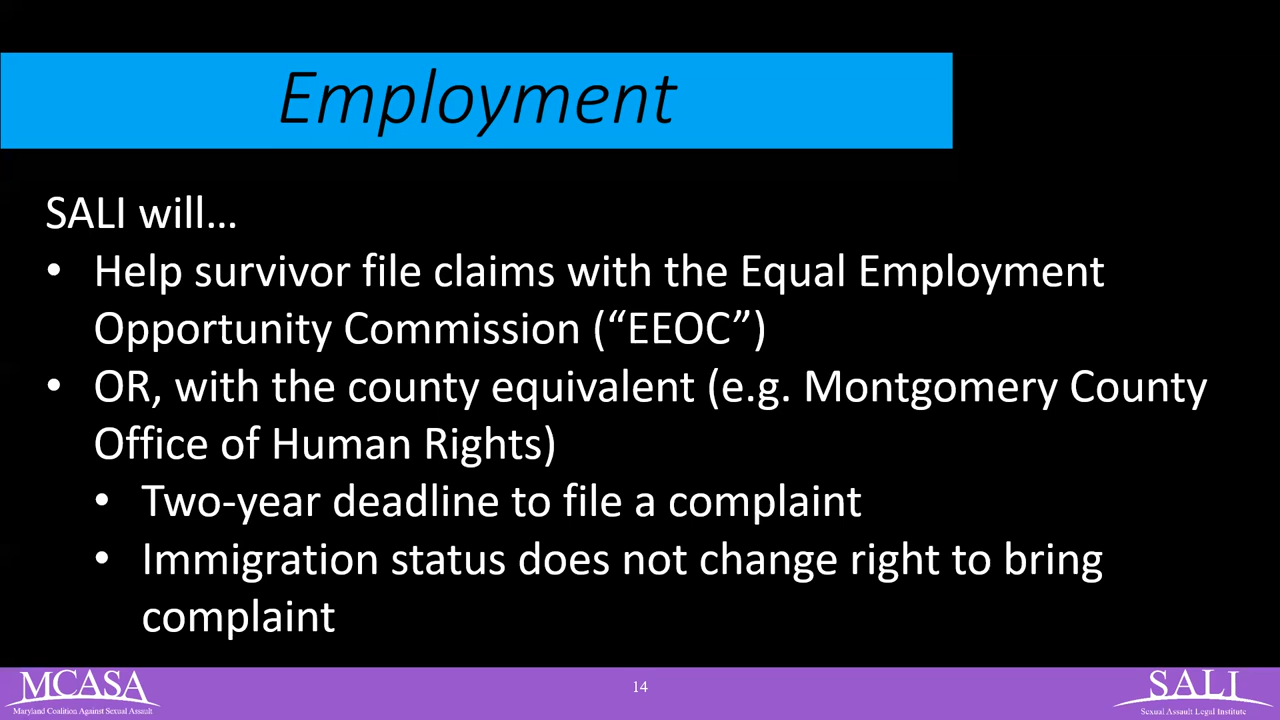 Employment
SALI will…
• Help survivor file claims with the Equal Employment
Opportunity Commission (“EEOC”)
• OR, with the county equivalent (e.g. Montgomery County
Office of Human Rights)
• Two-year deadline to file a complaint
• Immigration status does not change right to bring
complaint
MCASA
Maryland Coalition Against Sexual Assault
14
SALI
Sexual Assault Legal Institute